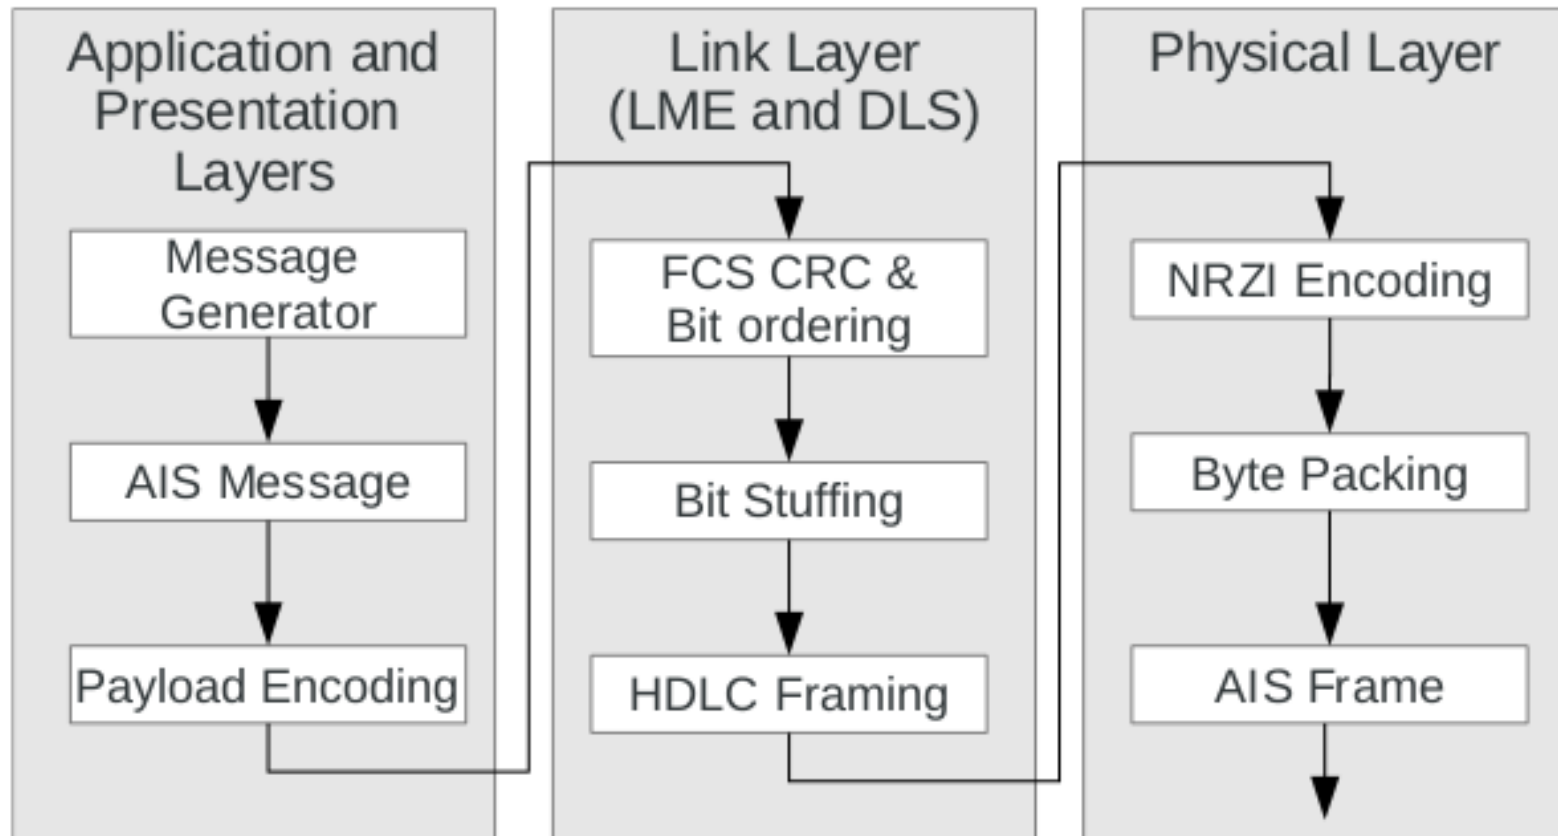 Application and
Presentation
Layers
Message
Generator
AIS Message
Payload Encoding
Link Layer
(LME and DLS)
FCS CRC &
Bit ordering
Bit Stuffing
HDLC Framing
Physical Layer
NRZI Encoding
Byte Packing
AIS Frame